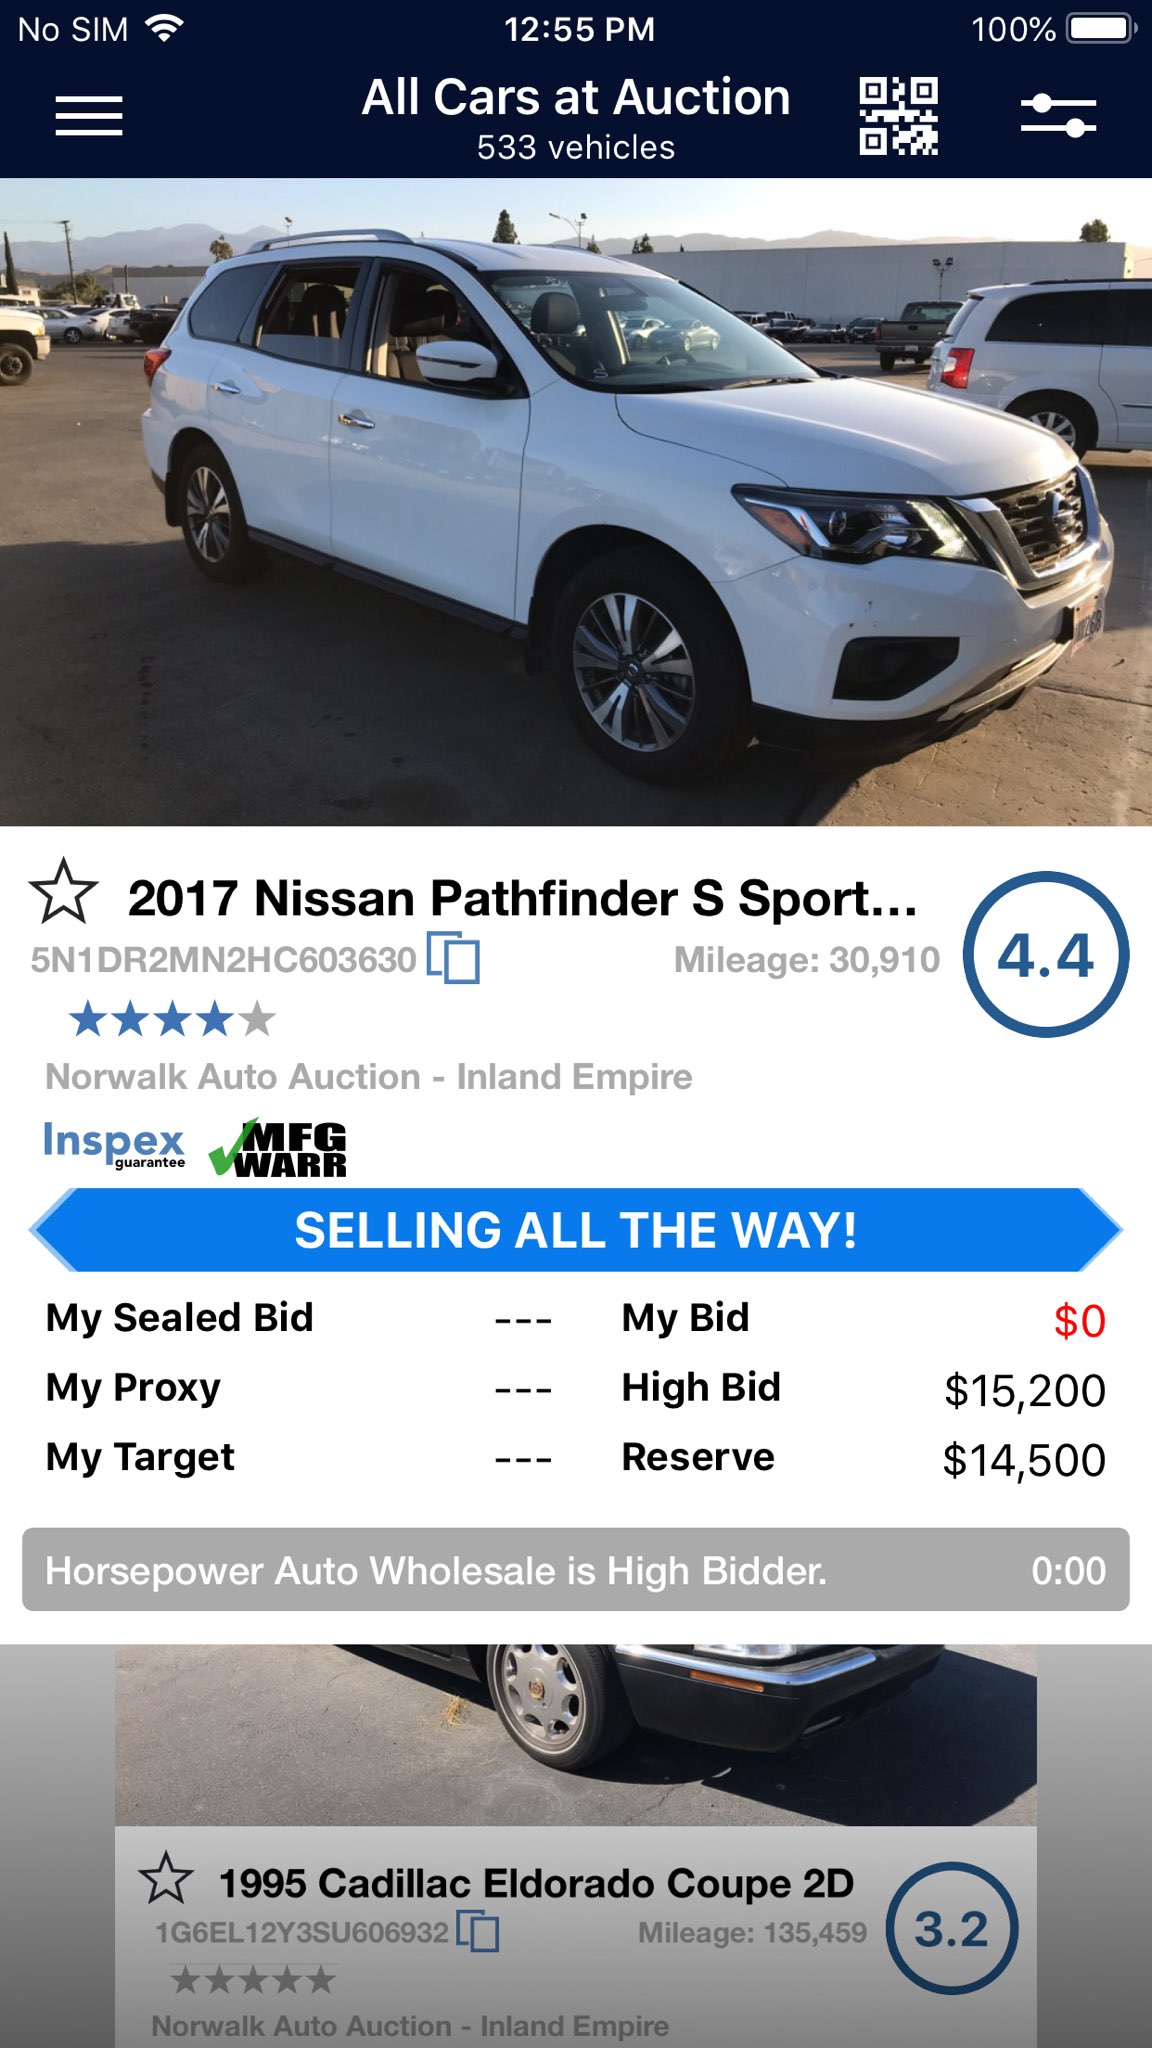 No SIM 12:55 PM 100%
All Cars at Auction
533 vehicles
2017 Nissan Pathfinder S Sport...
5N1DR2MN2HC603630 Mileage: 30,910
4.4
Norwalk Auto Auction - Inland Empire
Inspex guarantee MFG WARR
SELLING ALL THE WAY!
My Sealed Bid --- My Bid $0
My Proxy --- High Bid $15,200
My Target --- Reserve $14,500
Horsepower Auto Wholesale is High Bidder. 0:00
1995 Cadillac Eldorado Coupe 2D
1G6EL12Y3SU606932 Mileage: 135,459
3.2
Norwalk Auto Auction - Inland Empire